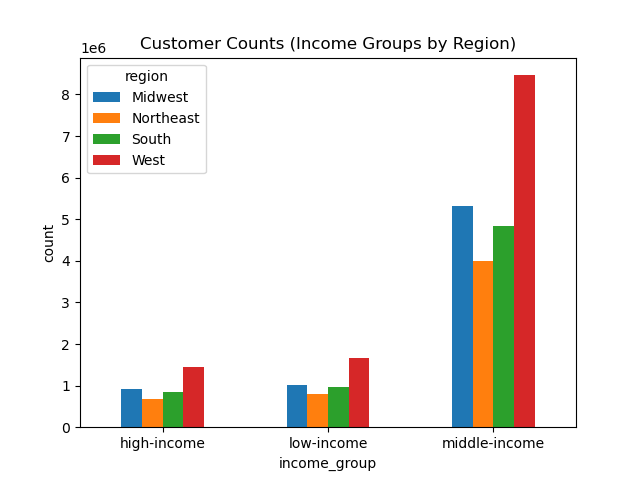 Customer Counts (Income Groups by Region)
1e6
region
Midwest
Northeast
South
West
8
7
6
5
4
3
2
1
0
count
high-income
low-income
middle-income
income_group